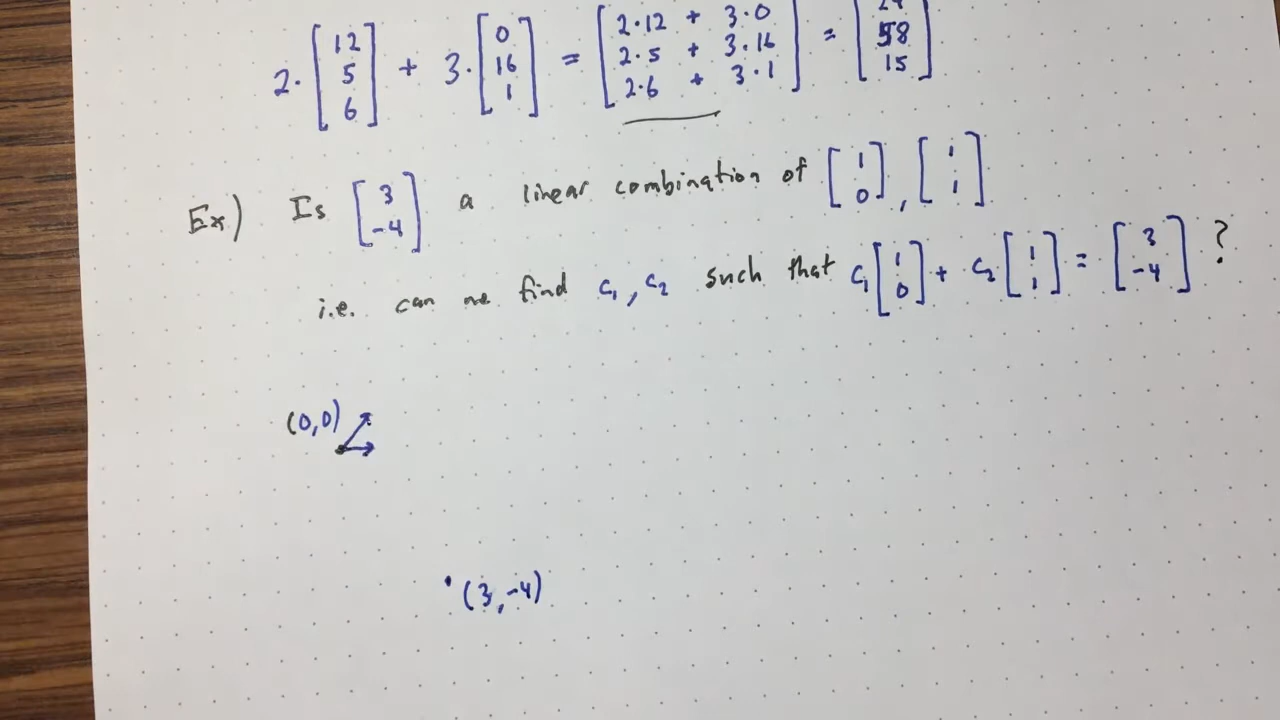 2· [12 5 6] + 3· [0 16 1] = [2·12 + 3·0 2·5 + 3·16 2·6 + 3·1] = [58 15]
Ex) Is [3 -4] a linear combination of [1 0], [1 1]
i.e. can we find c₁, c₂ such that c₁[1 0] + c₂[1 1] = [3 -4] ?
(0,0)
(3,-4)